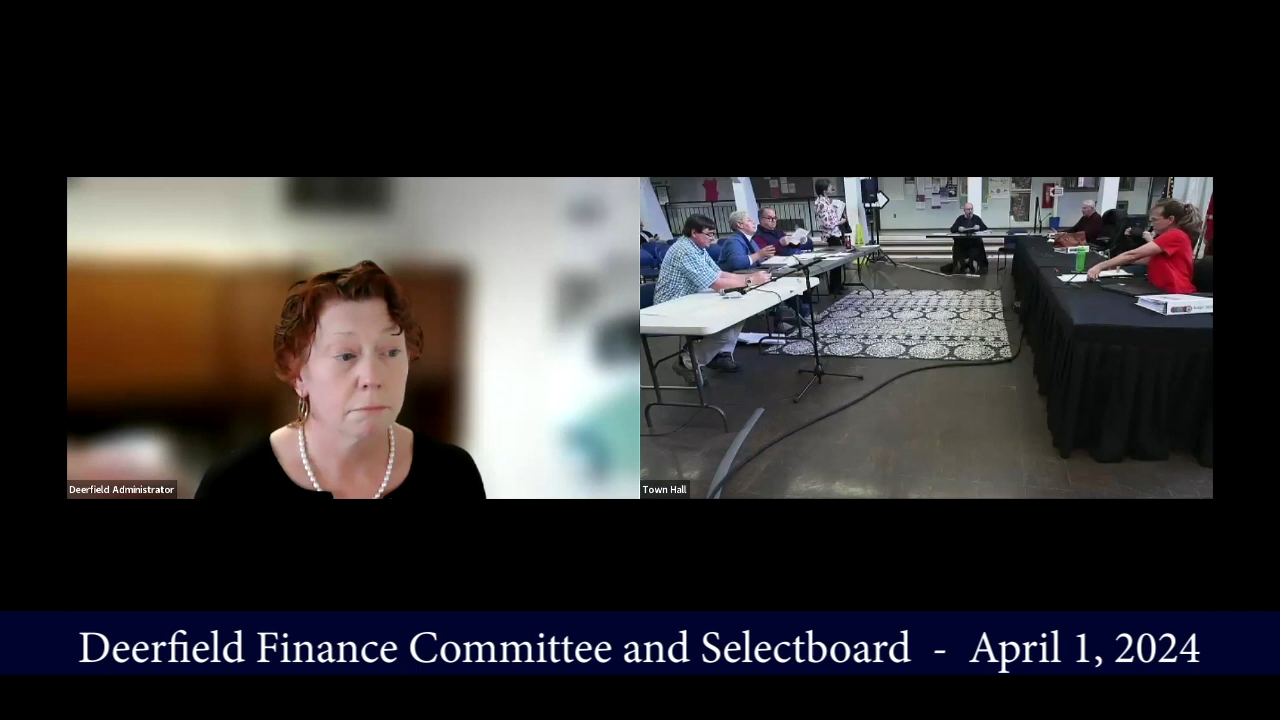 Deerfield Administrator
Town Hall
Deerfield Finance Committee and Selectboard - April 1, 2024